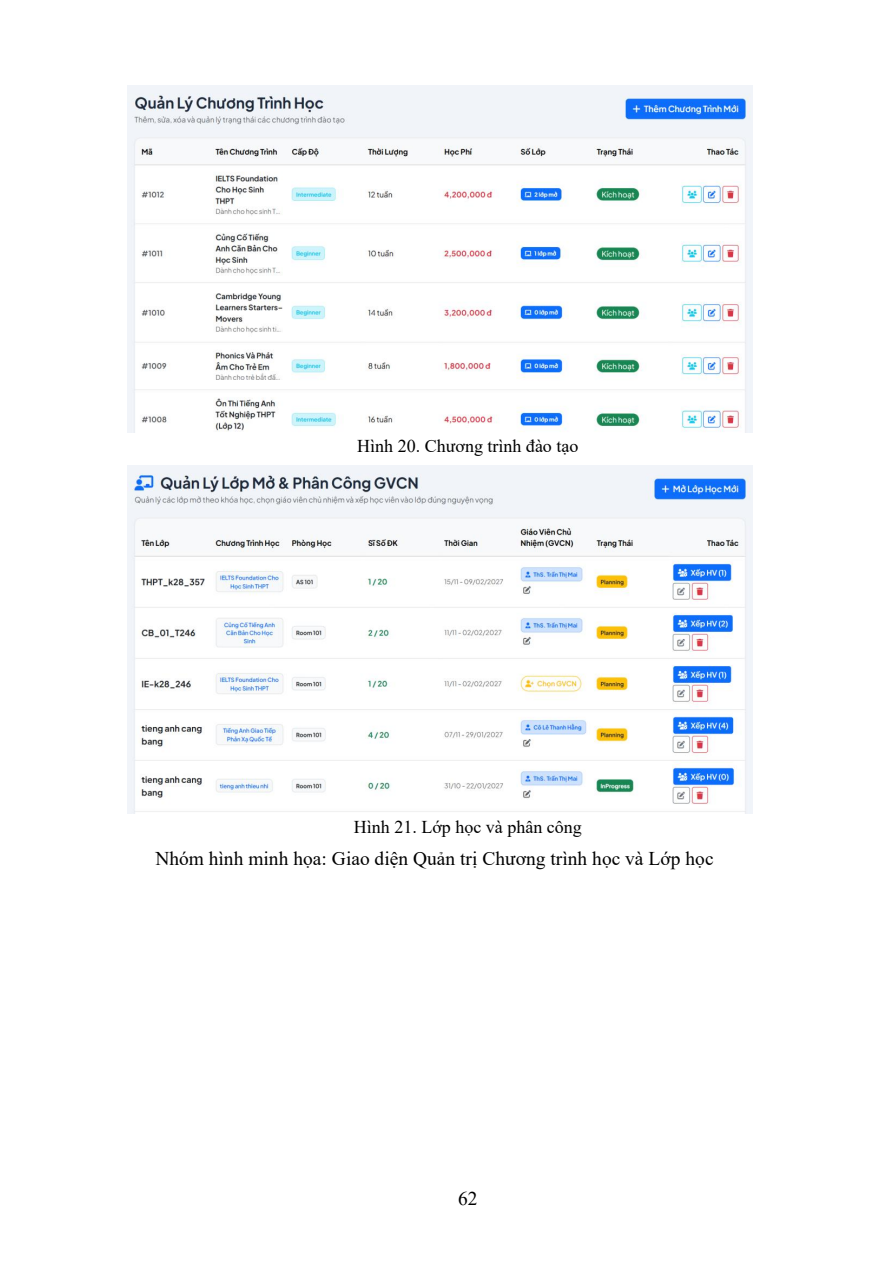 Quản Lý Chương Trình Học
Thêm, sửa, xóa và quản lý trạng thái các chương trình đào tạo
+ Thêm Chương Trình Mới
Mã Tên Chương Trình Cấp Độ Thời Lượng Học Phí Số Lớp Trạng Thái Thao Tác
#1012 IELTS Foundation Cho Học Sinh THPT Dành cho học sinh T... Intermediate 12 tuần 4,200,000 đ 2 lớp mở Kích hoạt
#1011 Củng Cố Tiếng Anh Căn Bản Cho Học Sinh Dành cho học sinh T... Beginner 10 tuần 2,500,000 đ 1 lớp mở Kích hoạt
#1010 Cambridge Young Learners Starters-Movers Dành cho học sinh ti... Beginner 14 tuần 3,200,000 đ 0 lớp mở Kích hoạt
#1009 Phonics Và Phát Âm Cho Trẻ Em Dành cho trẻ bắt đầ... Beginner 8 tuần 1,800,000 đ 0 lớp mở Kích hoạt
#1008 Ôn Thi Tiếng Anh Tốt Nghiệp THPT (Lớp 12) Intermediate 16 tuần 4,500,000 đ 0 lớp mở Kích hoạt
Hình 20. Chương trình đào tạo
Quản Lý Lớp Mở & Phân Công GVCN
Quản lý các lớp mở theo khóa học, chọn giáo viên chủ nhiệm và xếp học viên vào lớp đúng nguyện vọng
+ Mở Lớp Học Mới
Tên Lớp Chương Trình Học Phòng Học Sĩ Số ĐK Thời Gian Giáo Viên Chủ Nhiệm (GVCN) Trạng Thái Thao Tác
THPT_k28_357 IELTS Foundation Cho Học Sinh THPT AS 101 1 / 20 15/11 - 09/02/2027 ThS. Trần Thị Mai Planning Xếp HV (1)
CB_01_T246 Củng Cố Tiếng Anh Căn Bản Cho Học Sinh Room 101 2 / 20 11/11 - 02/02/2027 ThS. Trần Thị Mai Planning Xếp HV (2)
IE-k28_246 IELTS Foundation Cho Học Sinh THPT Room 101 1 / 20 11/11 - 02/02/2027 Chọn GVCN Planning Xếp HV (1)
tieng anh cang bang Tiếng Anh Giao Tiếp Phản Xạ Quốc Tế Room 101 4 / 20 07/11 - 29/01/2027 Cô Lê Thanh Hằng Planning Xếp HV (4)
tieng anh cang bang tieng anh thieu nhi Room 101 0 / 20 31/10 - 22/01/2027 ThS. Trần Thị Mai InProgress Xếp HV (0)
Hình 21. Lớp học và phân công
Nhóm hình minh họa: Giao diện Quản trị Chương trình học và Lớp học
62